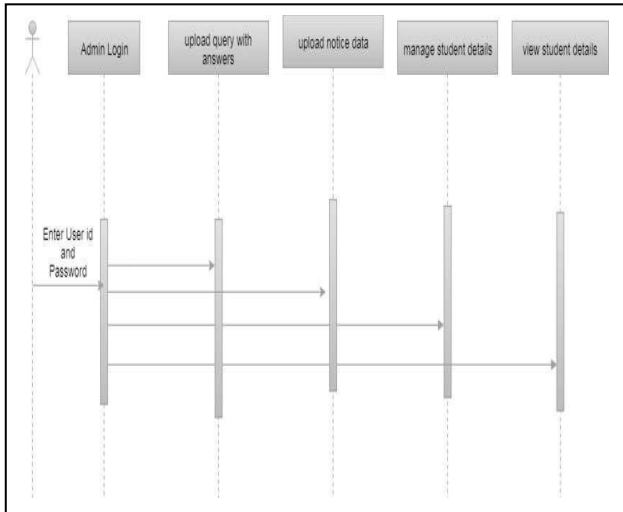 Admin Login
upload query with
answers
upload notice data
manage student details
view student details
Enter User id
and
Password